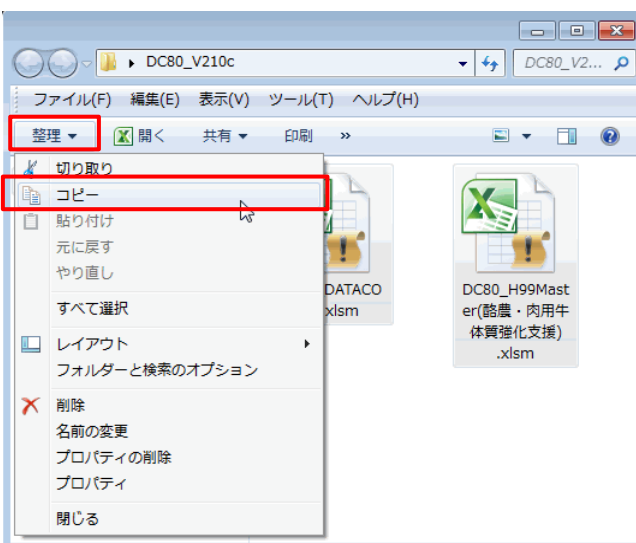 DC80_V210c
DC80_V2...
ファイル(F) 編集(E) 表示(V) ツール(T) ヘルプ(H)
整理 開く 共有 印刷 »
切り取り
コピー
貼り付け
元に戻す
やり直し
すべて選択
レイアウト
フォルダーと検索のオプション
削除
名前の変更
プロパティの削除
プロパティ
閉じる
DATACO
xlsm
DC80_H99Mast
er(酪農・肉用牛
体質強化支援)
.xlsm